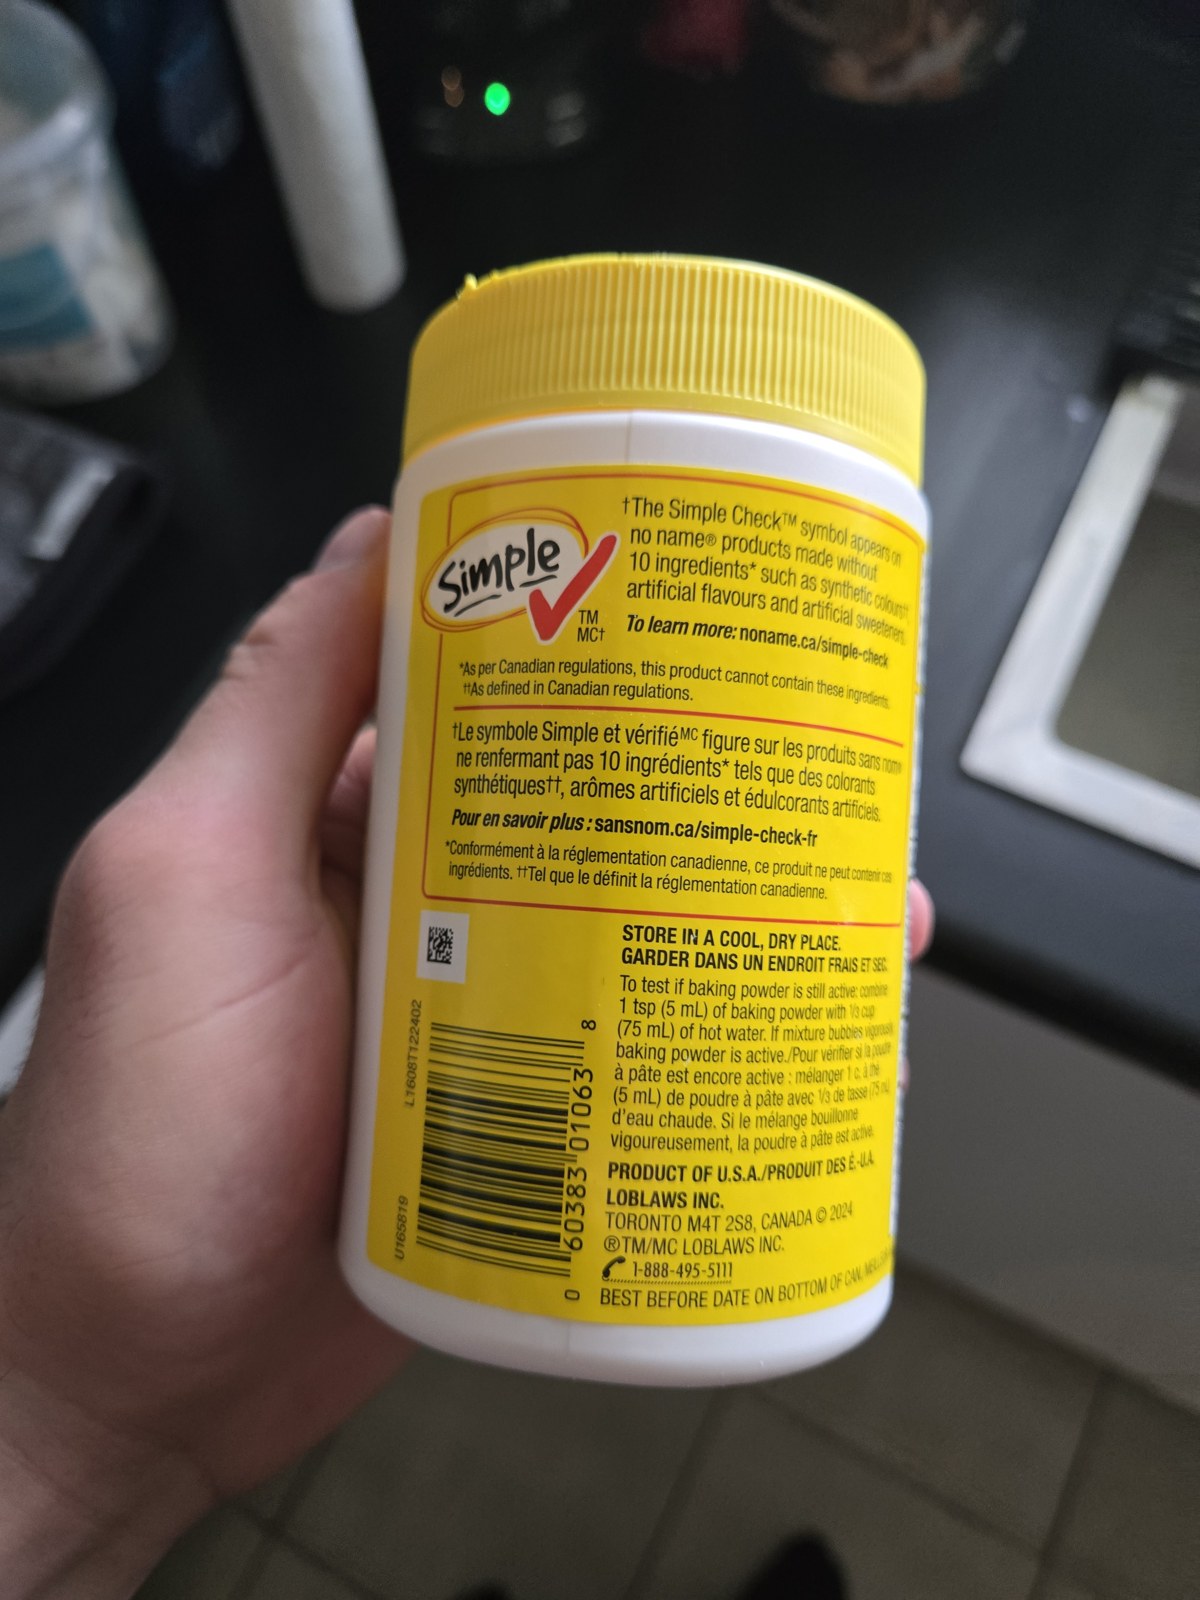 Simple
TM
MC†
†The Simple Check™ symbol appears on
no name® products made without
10 ingredients* such as synthetic colours††,
artificial flavours and artificial sweeteners.
To learn more: noname.ca/simple-check
*As per Canadian regulations, this product cannot contain these ingredients.
††As defined in Canadian regulations.
†Le symbole Simple et vérifiéMC figure sur les produits sans nom
ne renfermant pas 10 ingrédients* tels que des colorants
synthétiques††, arômes artificiels et édulcorants artificiels.
Pour en savoir plus : sansnom.ca/simple-check-fr
*Conformément à la réglementation canadienne, ce produit ne peut contenir ces
ingrédients. ††Tel que le définit la réglementation canadienne.
STORE IN A COOL, DRY PLACE.
GARDER DANS UN ENDROIT FRAIS ET SEC.
To test if baking powder is still active: combine
1 tsp (5 mL) of baking powder with 1/3 cup
(75 mL) of hot water. If mixture bubbles vigorously
baking powder is active./Pour vérifier si la poudre
à pâte est encore active : mélanger 1 c. à thé
(5 mL) de poudre à pâte avec 1/3 de tasse (75 mL)
d'eau chaude. Si le mélange bouillonne
vigoureusement, la poudre à pâte est active.
PRODUCT OF U.S.A./PRODUIT DES É.-U.A.
LOBLAWS INC.
TORONTO M4T 2S8, CANADA © 2024
®TM/MC LOBLAWS INC.
1-888-495-5111
BEST BEFORE DATE ON BOTTOM OF CAN./
L1608T122402
U165819
0 60383 01063 8